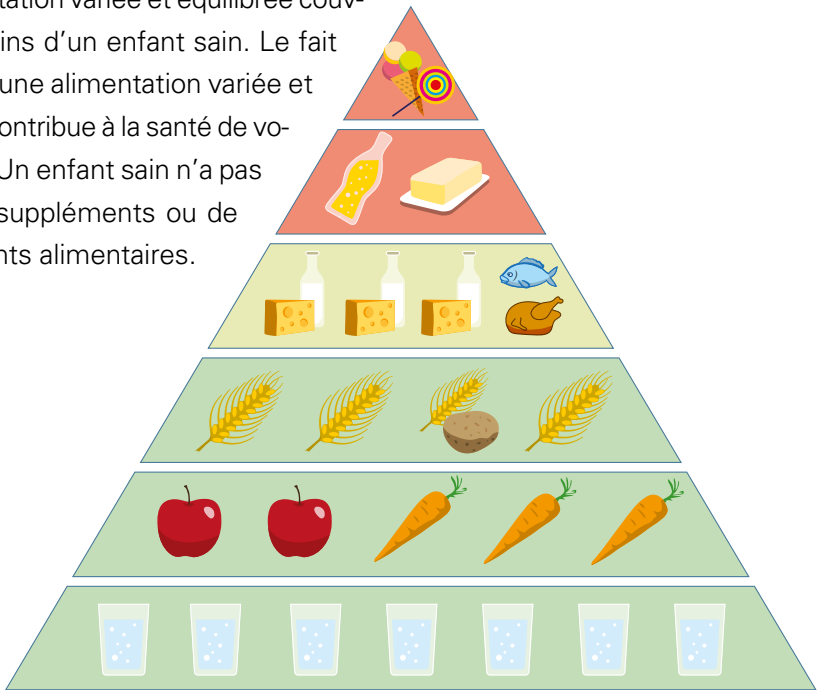 tation variée et équilibrée couv-
ins d’un enfant sain. Le fait
une alimentation variée et
ontribue à la santé de vo-
Un enfant sain n’a pas
suppléments ou de
nts alimentaires.